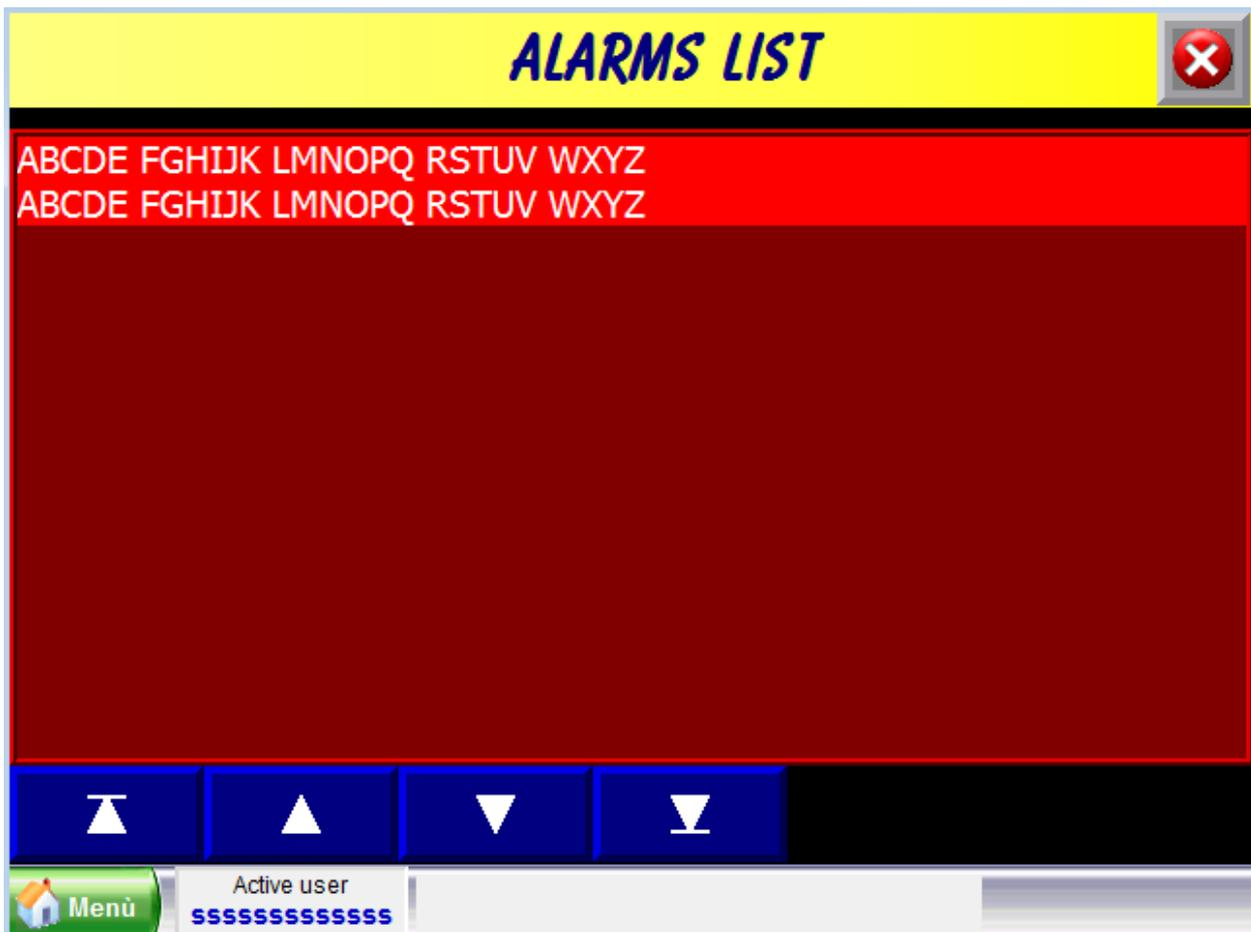 ALARMS LIST
ABCDE FGHIJK LMNOPQ RSTUV WXYZ
ABCDE FGHIJK LMNOPQ RSTUV WXYZ
Menù
Active user
sssssssssssss